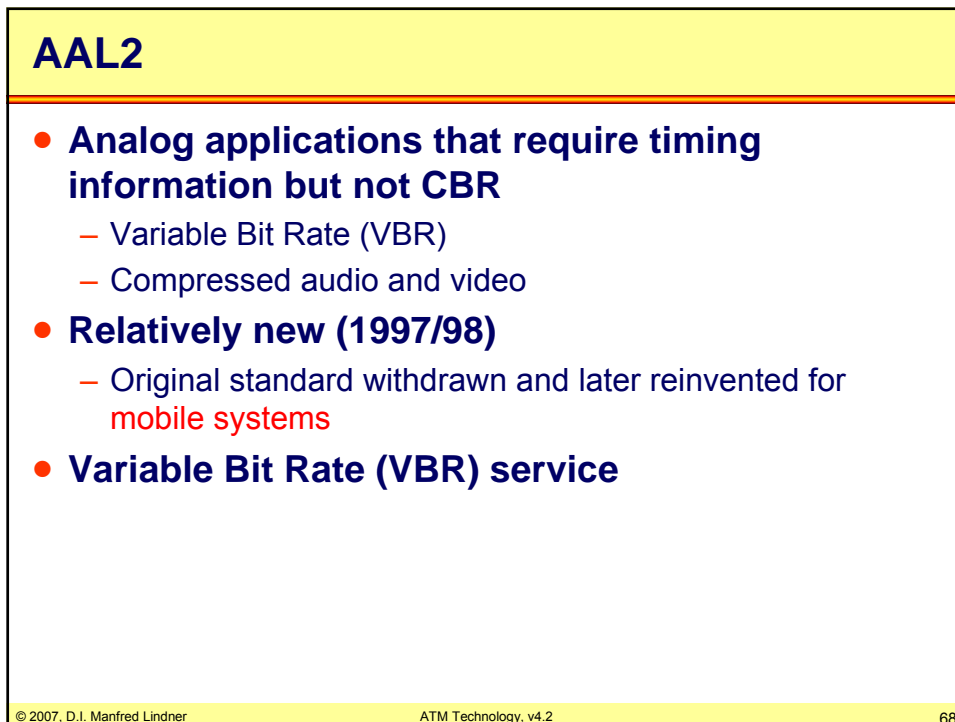 AAL2
• Analog applications that require timing
information but not CBR
– Variable Bit Rate (VBR)
– Compressed audio and video
• Relatively new (1997/98)
– Original standard withdrawn and later reinvented for
mobile systems
• Variable Bit Rate (VBR) service
© 2007, D.I. Manfred Lindner ATM Technology, v4.2 68